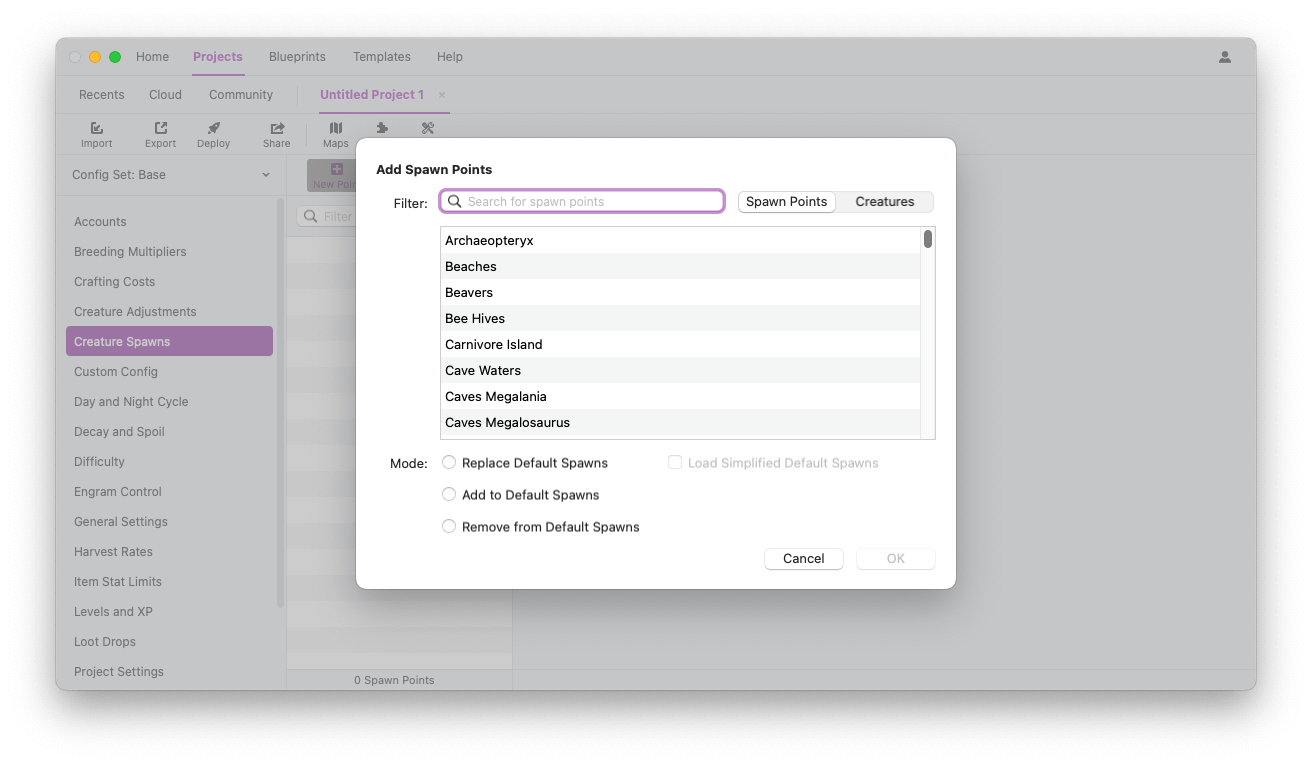 Home Projects Blueprints Templates Help
Recents Cloud Community Untitled Project 1 ×
Import Export Deploy Share Maps
Config Set: Base
New
Filter
Accounts
Breeding Multipliers
Crafting Costs
Creature Adjustments
Creature Spawns
Custom Config
Day and Night Cycle
Decay and Spoil
Difficulty
Engram Control
General Settings
Harvest Rates
Item Stat Limits
Levels and XP
Loot Drops
Project Settings
0 Spawn Points
Add Spawn Points
Filter: Search for spawn points Spawn Points Creatures
Archaeopteryx
Beaches
Beavers
Bee Hives
Carnivore Island
Cave Waters
Caves Megalania
Caves Megalosaurus
Mode: Replace Default Spawns Load Simplified Default Spawns
Add to Default Spawns
Remove from Default Spawns
Cancel OK